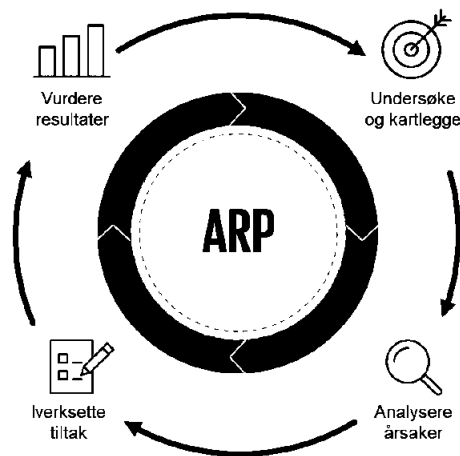 Vurdere
resultater
Undersøke
og kartlegge
ARP
Iverksette
tiltak
Analysere
årsaker